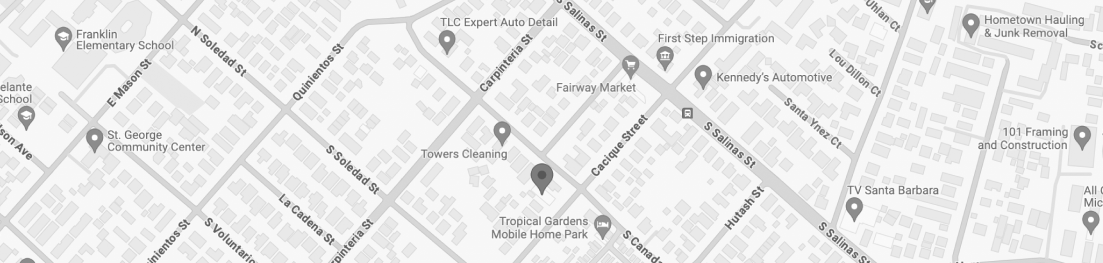 S Salinas St
Uhlan Ct
TLC Expert Auto Detail
Hometown Hauling
& Junk Removal
Franklin
Elementary School
N Soledad St
First Step Immigration
Carpinteria St
Quinientos St
Lou Dillon Ct
E Mason St
Fairway Market
Kennedy's Automotive
elante
School
Santa Ynez Ct
St. George
Community Center
S Salinas St
Cacique Street
101 Framing
and Construction
son Ave
Towers Cleaning
S Soledad St
TV Santa Barbara
All
Mic
La Cadena St
Hutash St
Tropical Gardens
Mobile Home Park
S Voluntario
inientos St
rpinteria St
S Canada
S Salinas St